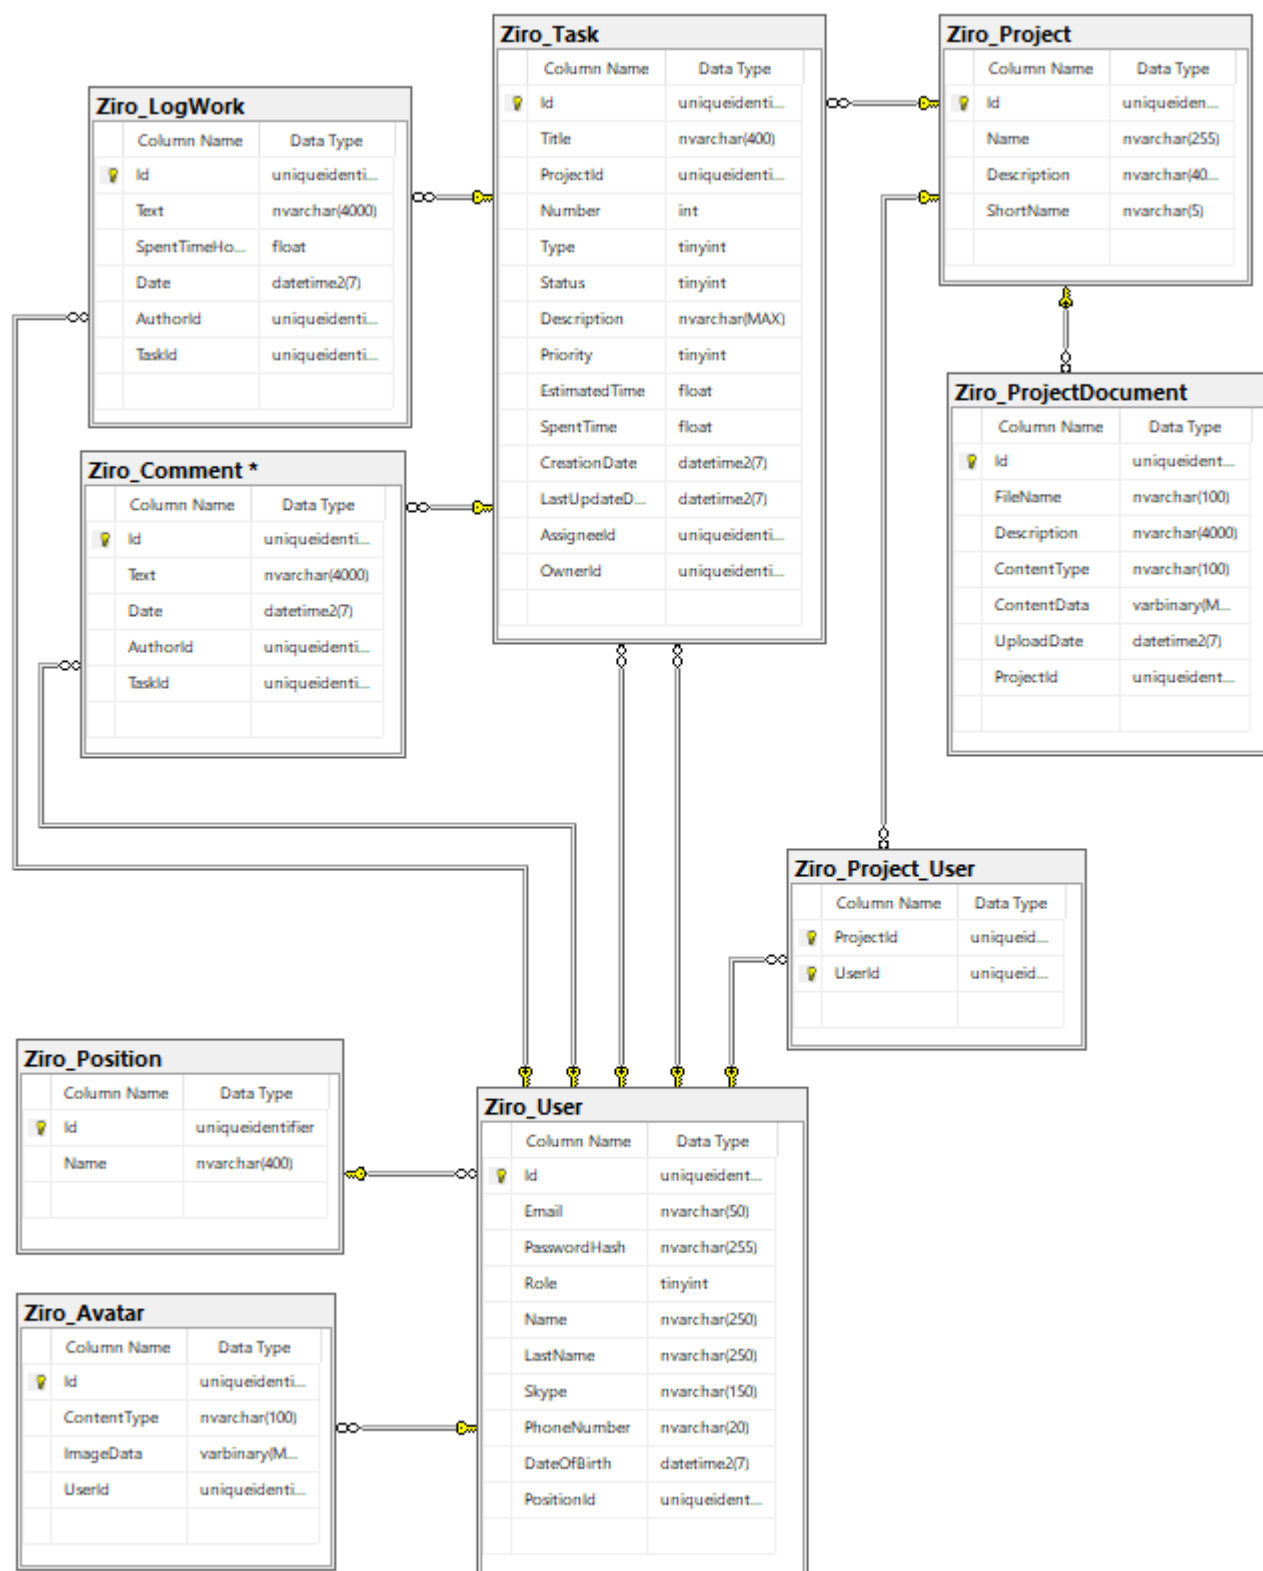 Ziro_Task
Column Name Data Type
Id uniqueidenti...
Title nvarchar(400)
ProjectId uniqueidenti...
Number int
Type tinyint
Status tinyint
Description nvarchar(MAX)
Priority tinyint
EstimatedTime float
SpentTime float
CreationDate datetime2(7)
LastUpdateD... datetime2(7)
AssigneeId uniqueidenti...
OwnerId uniqueidenti...
Ziro_Project
Column Name Data Type
Id uniqueiden...
Name nvarchar(255)
Description nvarchar(40...
ShortName nvarchar(5)
Ziro_LogWork
Column Name Data Type
Id uniqueidenti...
Text nvarchar(4000)
SpentTimeHo... float
Date datetime2(7)
AuthorId uniqueidenti...
TaskId uniqueidenti...
Ziro_ProjectDocument
Column Name Data Type
Id uniqueident...
FileName nvarchar(100)
Description nvarchar(4000)
ContentType nvarchar(100)
ContentData varbinary(M...
UploadDate datetime2(7)
ProjectId uniqueident...
Ziro_Comment *
Column Name Data Type
Id uniqueidenti...
Text nvarchar(4000)
Date datetime2(7)
AuthorId uniqueidenti...
TaskId uniqueidenti...
Ziro_Project_User
Column Name Data Type
ProjectId uniqueid...
UserId uniqueid...
Ziro_Position
Column Name Data Type
Id uniqueidentifier
Name nvarchar(400)
Ziro_User
Column Name Data Type
Id uniqueident...
Email nvarchar(50)
PasswordHash nvarchar(255)
Role tinyint
Name nvarchar(250)
LastName nvarchar(250)
Skype nvarchar(150)
PhoneNumber nvarchar(20)
DateOfBirth datetime2(7)
PositionId uniqueident...
Ziro_Avatar
Column Name Data Type
Id uniqueidenti...
ContentType nvarchar(100)
ImageData varbinary(M...
UserId uniqueidenti...